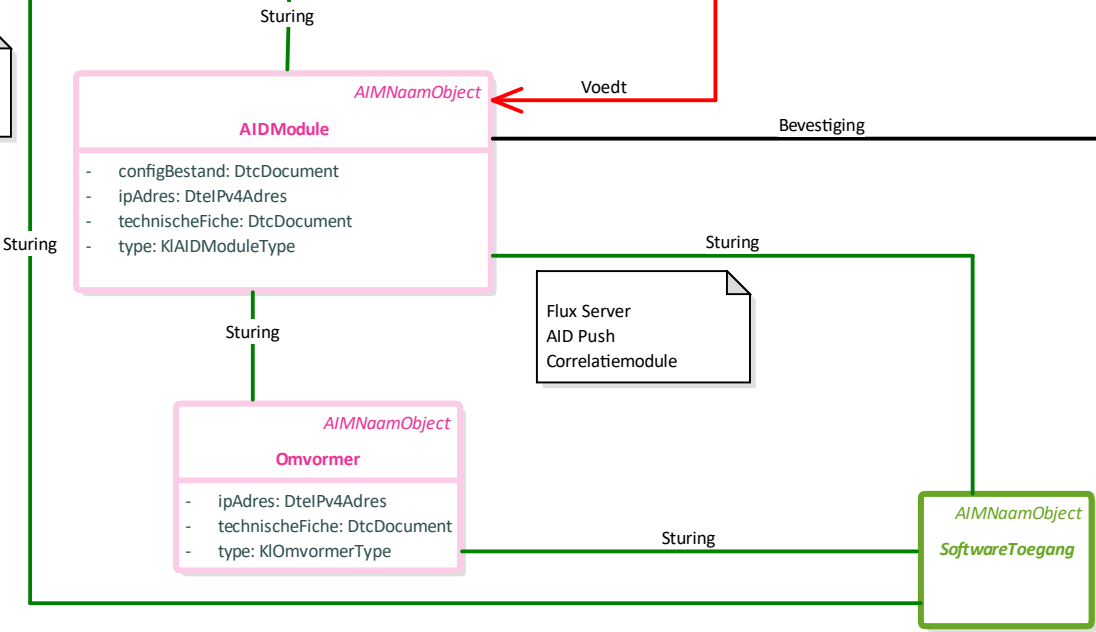 Sturing
AIMNaamObject
AIDModule
- configBestand: DtcDocument
- ipAdres: DteIPv4Adres
- technischeFiche: DtcDocument
- type: KlAIDModuleType
Voedt
Bevestiging
Sturing
Sturing
Flux Server
AID Push
Correlatiemodule
Sturing
AIMNaamObject
Omvormer
- ipAdres: DteIPv4Adres
- technischeFiche: DtcDocument
- type: KlOmvormerType
Sturing
AIMNaamObject
SoftwareToegang